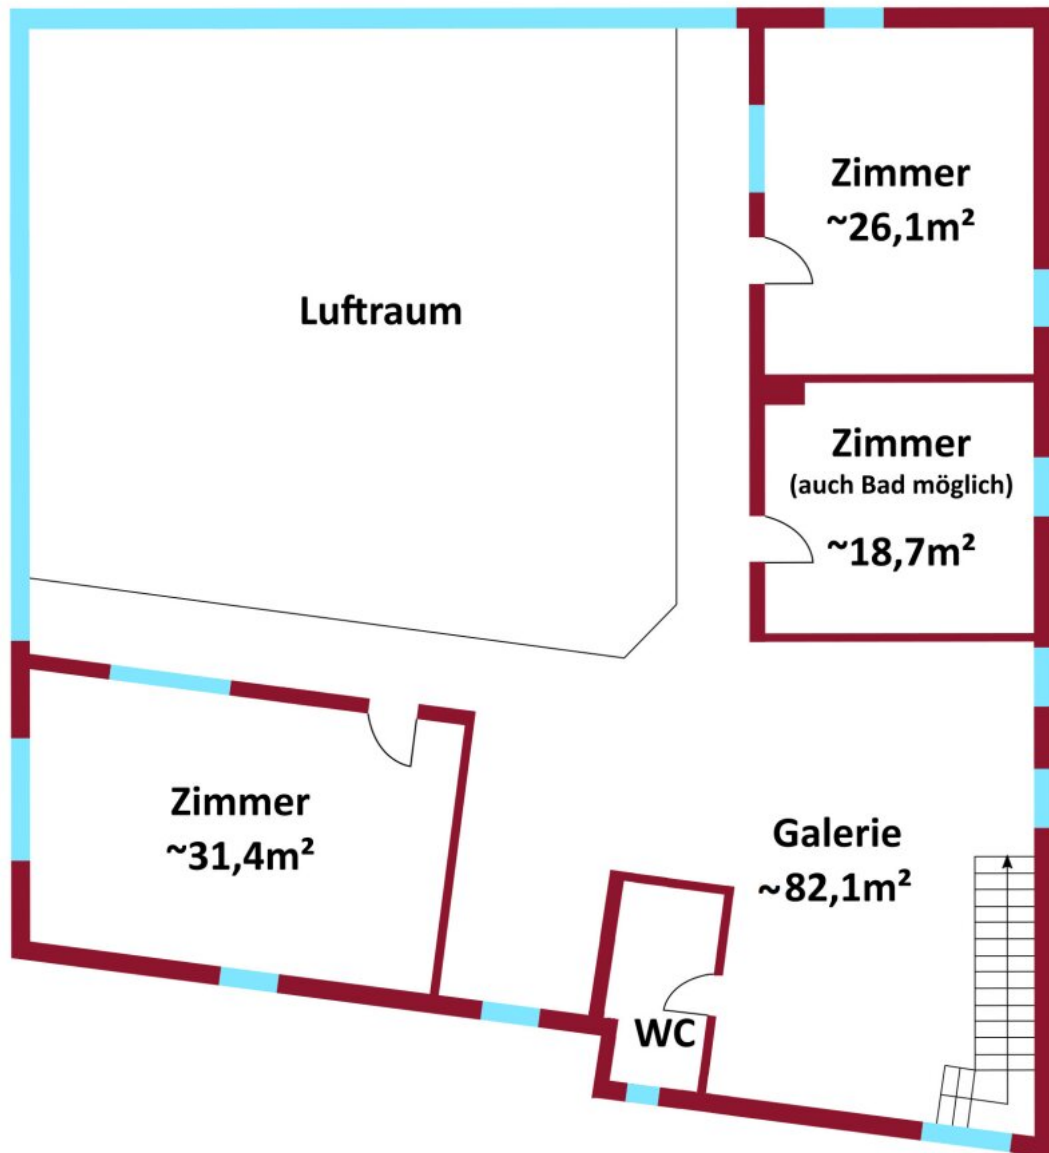 Zimmer
~26,1m²
Luftraum
Zimmer
(auch Bad möglich)
~18,7m²
Zimmer
~31,4m²
Galerie
~82,1m²
WC